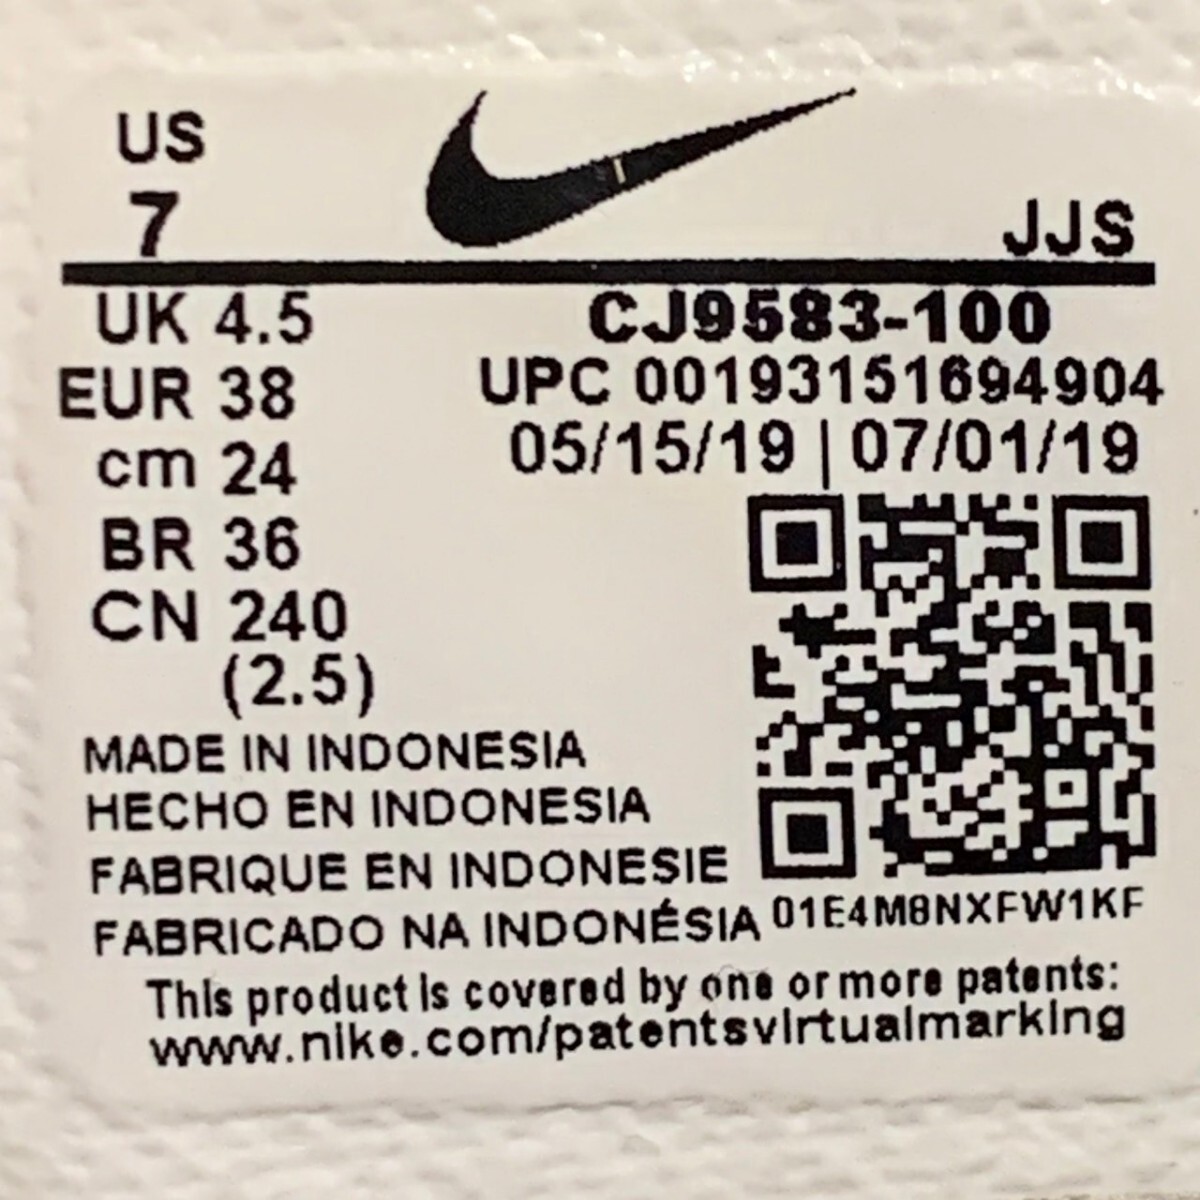 US
7
JJS
UK 4.5
EUR 38
cm 24
BR 36
CN 240
(2.5)
CJ9583-100
UPC 00193151694904
05/15/19 | 07/01/19
MADE IN INDONESIA
HECHO EN INDONESIA
FABRIQUE EN INDONESIE
FABRICADO NA INDONÉSIA
01E4M8NXFW1KF
This product is covered by one or more patents:
www.nike.com/patentsvirtualmarking